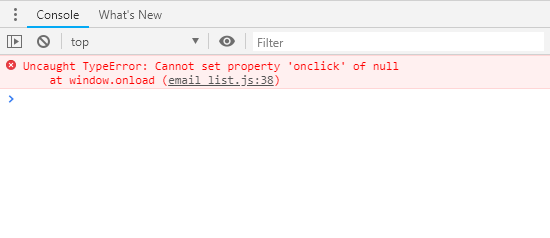 Console What's New
top Filter
Uncaught TypeError: Cannot set property 'onclick' of null
at window.onload (email_list.js:38)